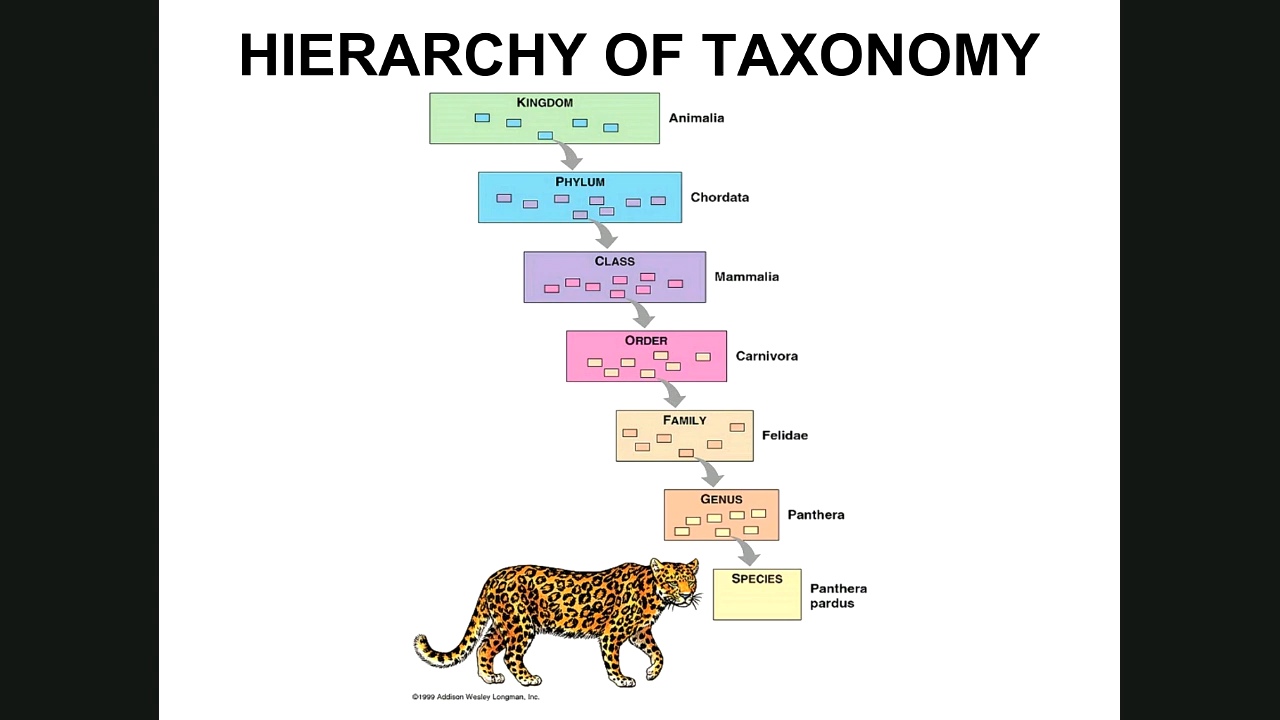 HIERARCHY OF TAXONOMY
KINGDOM
Animalia
PHYLUM
Chordata
CLASS
Mammalia
ORDER
Carnivora
FAMILY
Felidae
GENUS
Panthera
SPECIES
Panthera
pardus
©1999 Addison Wesley Longman, Inc.